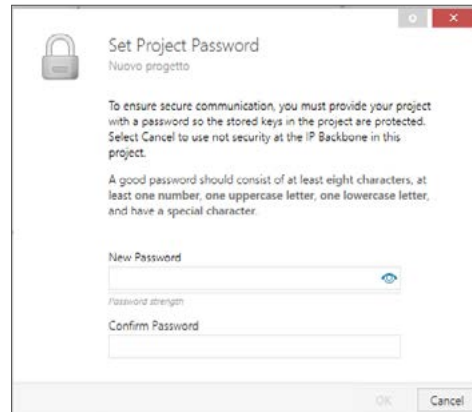 Set Project Password
Nuovo progetto
To ensure secure communication, you must provide your project
with a password so the stored keys in the project are protected.
Select Cancel to use not security at the IP Backbone in this
project.
A good password should consist of at least eight characters, at
least one number, one uppercase letter, one lowercase letter,
and have a special character.
New Password
Password strength
Confirm Password
OK
Cancel